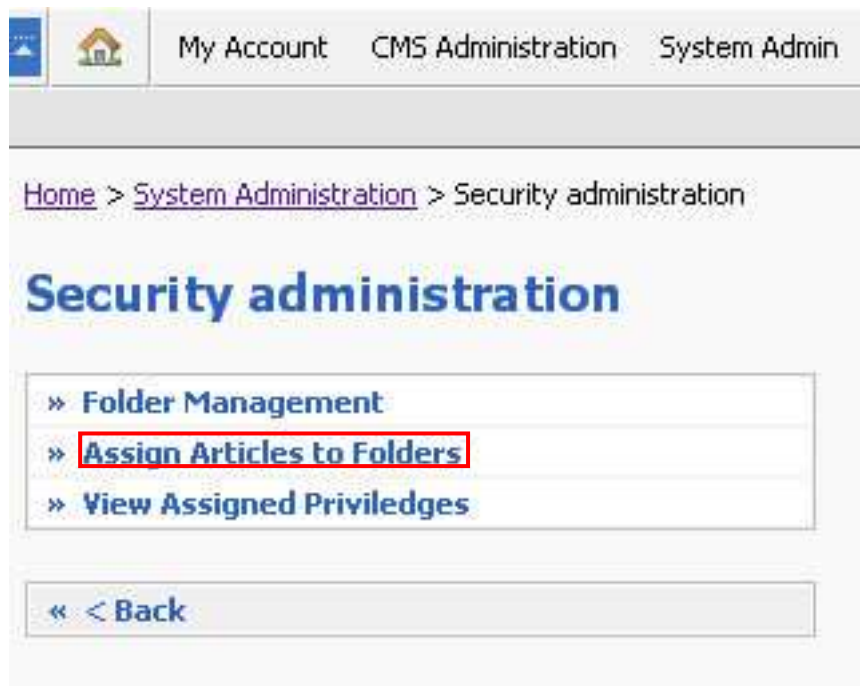 My Account CMS Administration System Admin
Home > System Administration > Security administration
Security administration
» Folder Management
» Assign Articles to Folders
» View Assigned Priviledges
« < Back